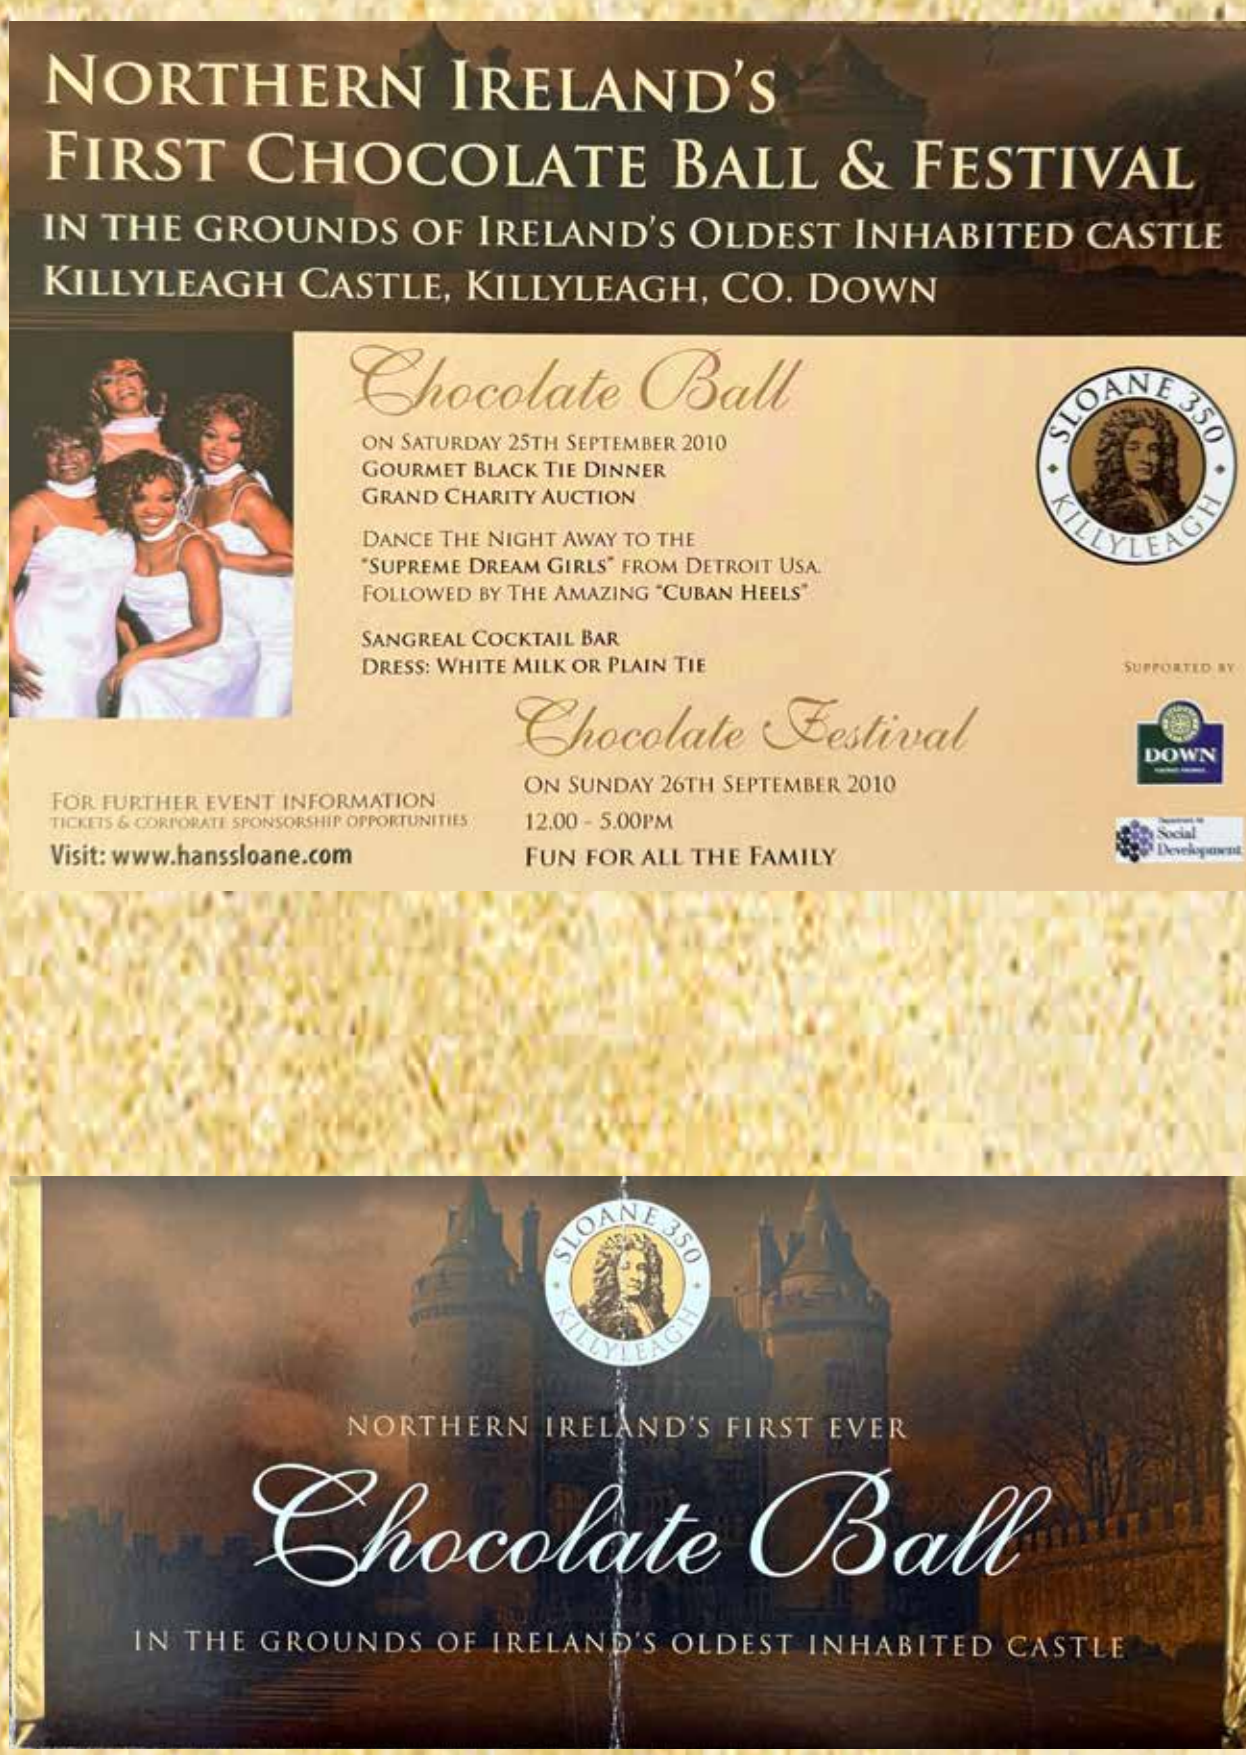 NORTHERN IRELAND'S
FIRST CHOCOLATE BALL & FESTIVAL
IN THE GROUNDS OF IRELAND'S OLDEST INHABITED CASTLE
KILLYLEAGH CASTLE, KILLYLEAGH, CO. DOWN
Chocolate Ball
ON SATURDAY 25TH SEPTEMBER 2010
GOURMET BLACK TIE DINNER
GRAND CHARITY AUCTION
DANCE THE NIGHT AWAY TO THE
"SUPREME DREAM GIRLS" FROM DETROIT USA.
FOLLOWED BY THE AMAZING "CUBAN HEELS"
SANGREAL COCKTAIL BAR
DRESS: WHITE MILK OR PLAIN TIE
SLOANE 350
KILLYLEAGH
SUPPORTED BY
DOWN
Department for
Social
Development
Chocolate Festival
ON SUNDAY 26TH SEPTEMBER 2010
12.00 - 5.00PM
FUN FOR ALL THE FAMILY
FOR FURTHER EVENT INFORMATION
TICKETS & CORPORATE SPONSORSHIP OPPORTUNITIES
Visit: www.hanssloane.com
SLOANE 350
KILLYLEAGH
NORTHERN IRELAND'S FIRST EVER
Chocolate Ball
IN THE GROUNDS OF IRELAND'S OLDEST INHABITED CASTLE